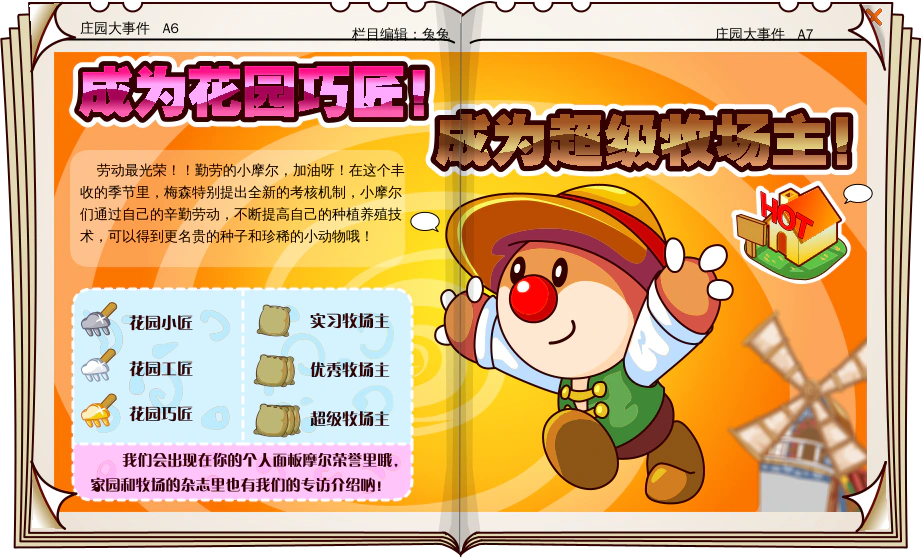 庄园大事件 A6
栏目编辑：兔兔
庄园大事件 A7
成为花园巧匠！
成为超级牧场主！
劳动最光荣！！勤劳的小摩尔，加油呀！在这个丰
收的季节里，梅森特别提出全新的考核机制，小摩尔
们通过自己的辛勤劳动，不断提高自己的种植养殖技
术，可以得到更名贵的种子和珍稀的小动物哦！
HOT
花园小匠
实习牧场主
花园工匠
优秀牧场主
花园巧匠
超级牧场主
我们会出现在你的个人面板摩尔荣誉里哦，
家园和牧场的杂志里也有我们的专访介绍哟！